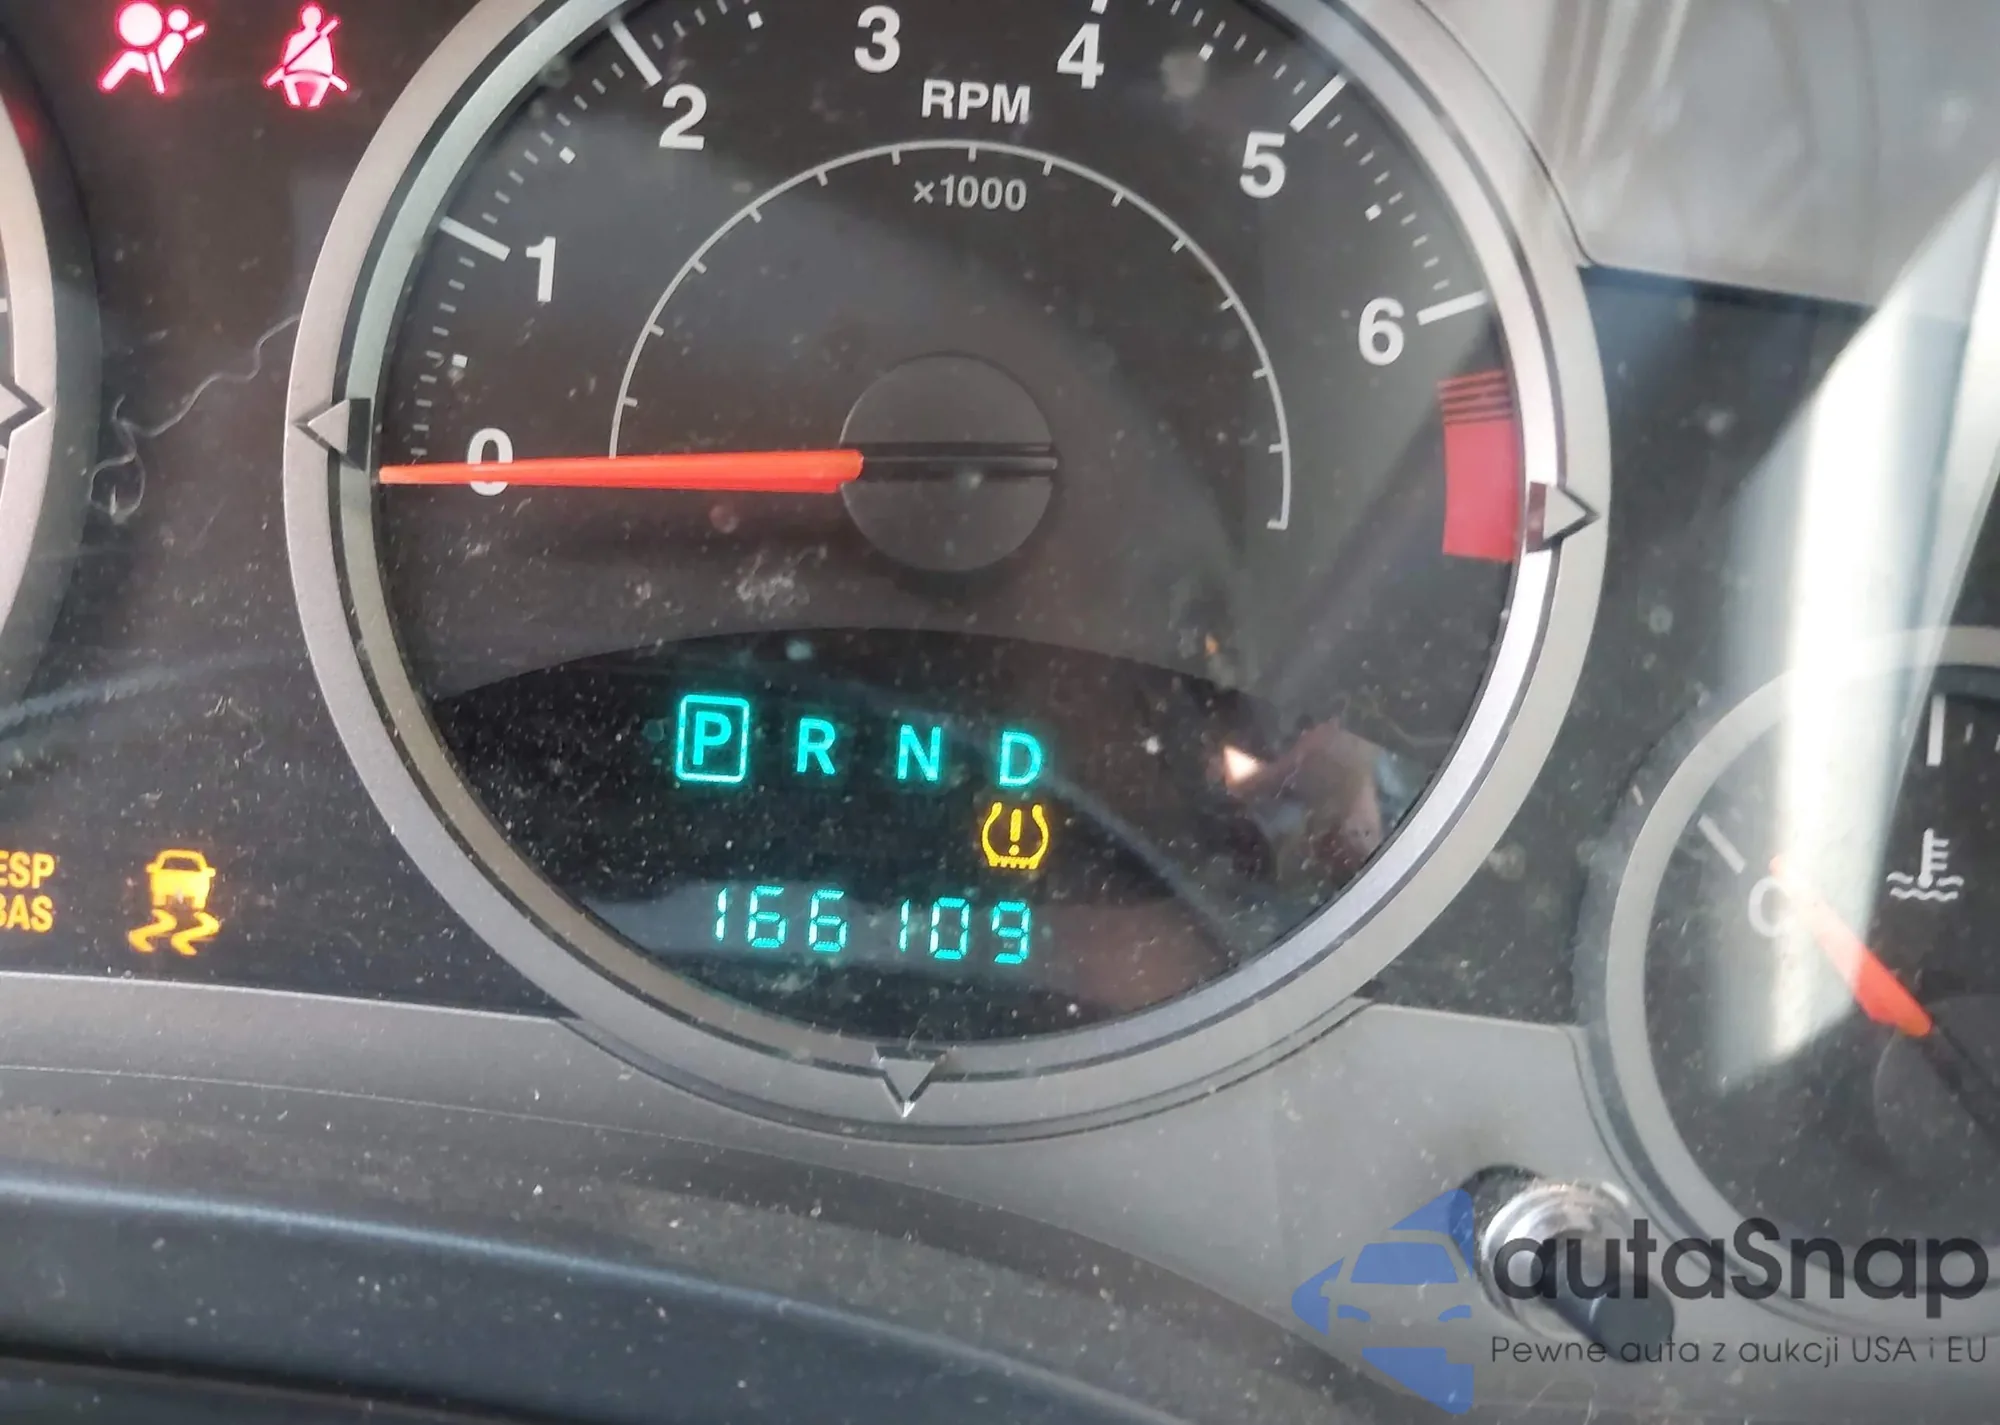 3 4
2 5
RPM
×1000
1 6
0
P R N D
ESP
BAS
166109
C
autaSnap
Pewne auta z aukcji USA i EU